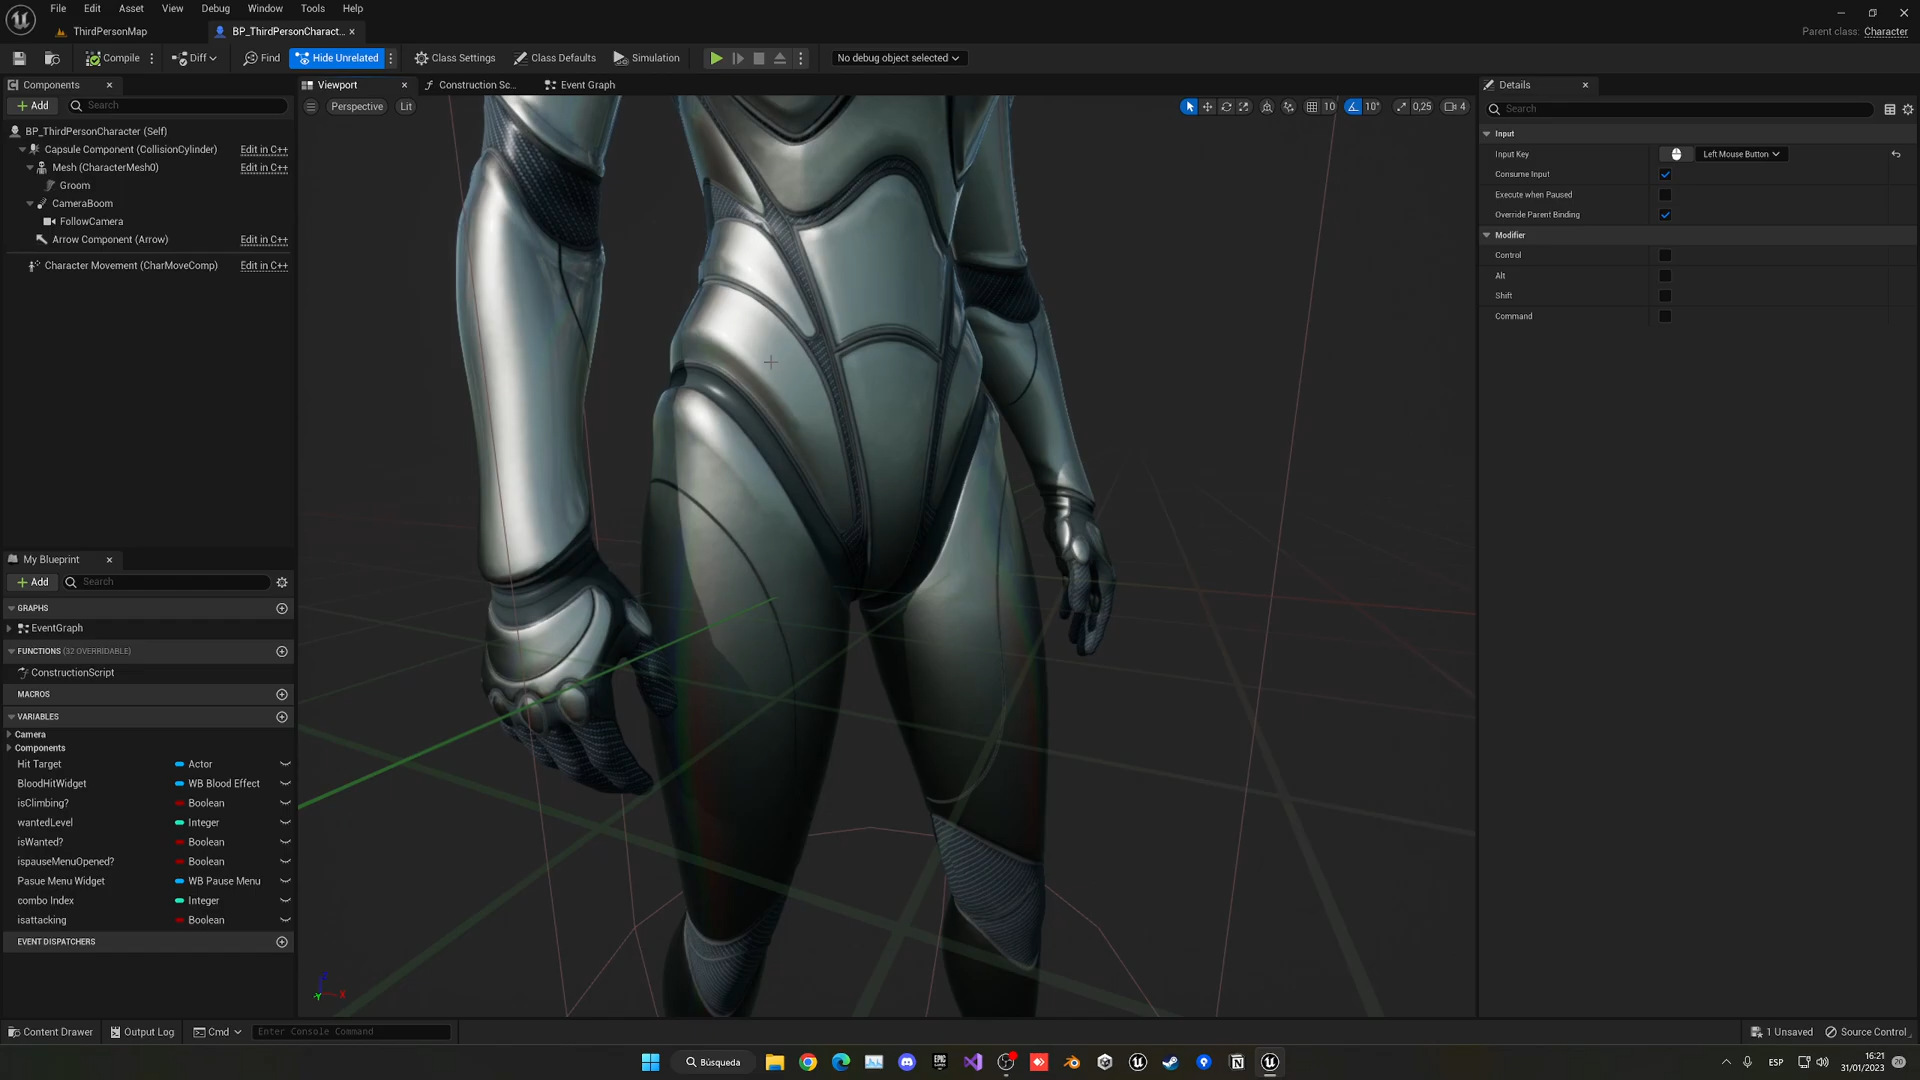 File Edit Asset View Debug Window Tools Help
ThirdPersonMap
BP_ThirdPersonCharact...
Parent class: Character
Compile Diff Find Hide Unrelated Class Settings Class Defaults Simulation No debug object selected
Components
Add Search
BP_ThirdPersonCharacter (Self)
Capsule Component (CollisionCylinder) Edit in C++
Mesh (CharacterMesh0) Edit in C++
Groom
CameraBoom
FollowCamera
Arrow Component (Arrow) Edit in C++
Character Movement (CharMoveComp) Edit in C++
My Blueprint
Add Search
GRAPHS
EventGraph
FUNCTIONS (32 OVERRIDABLE)
ConstructionScript
MACROS
VARIABLES
Camera
Components
Hit Target Actor
BloodHitWidget WB Blood Effect
isClimbing? Boolean
wantedLevel Integer
isWanted? Boolean
ispauseMenuOpened? Boolean
Pasue Menu Widget WB Pause Menu
combo Index Integer
isattacking Boolean
EVENT DISPATCHERS
Viewport Construction Sc... Event Graph
Perspective Lit
10 10° 0,25 4
Z
Y X
Details
Search
Input
Input Key Left Mouse Button
Consume Input
Execute when Paused
Override Parent Binding
Modifier
Control
Alt
Shift
Command
Content Drawer Output Log Cmd Enter Console Command
1 Unsaved Source Control
Búsqueda
EPIC GAMES
ESP
16:21
31/01/2023
20